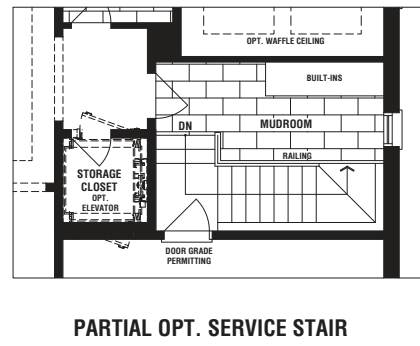 OPT. WAFFLE CEILING
BUILT-INS
DN
MUDROOM
RAILING
STORAGE
CLOSET
OPT.
ELEVATOR
DOOR GRADE
PERMITTING
PARTIAL OPT. SERVICE STAIR